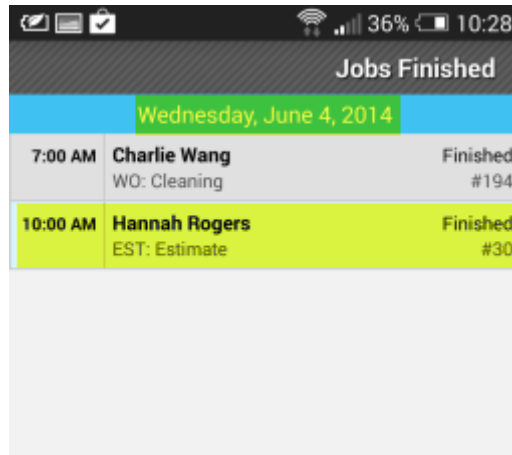 36% 10:28
Jobs Finished
Wednesday, June 4, 2014
7:00 AM Charlie Wang Finished
WO: Cleaning #194
10:00 AM Hannah Rogers Finished
EST: Estimate #30